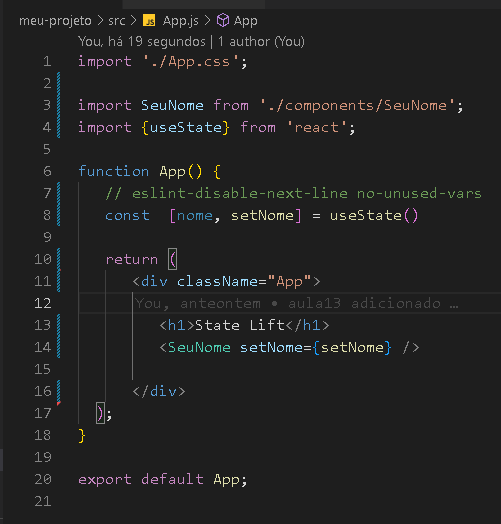 meu-projeto > src > JS App.js > App
You, há 19 segundos | 1 author (You)
1 import './App.css';
2
3 import SeuNome from './components/SeuNome';
4 import {useState} from 'react';
5
6 function App() {
7 // eslint-disable-next-line no-unused-vars
8 const  [nome, setNome] = useState()
9
10 return (
11 <div className="App">
12 You, anteontem • aula13 adicionado …
13 <h1>State Lift</h1>
14 <SeuNome setNome={setNome} />
15
16 </div>
17 );
18 }
19
20 export default App;
21